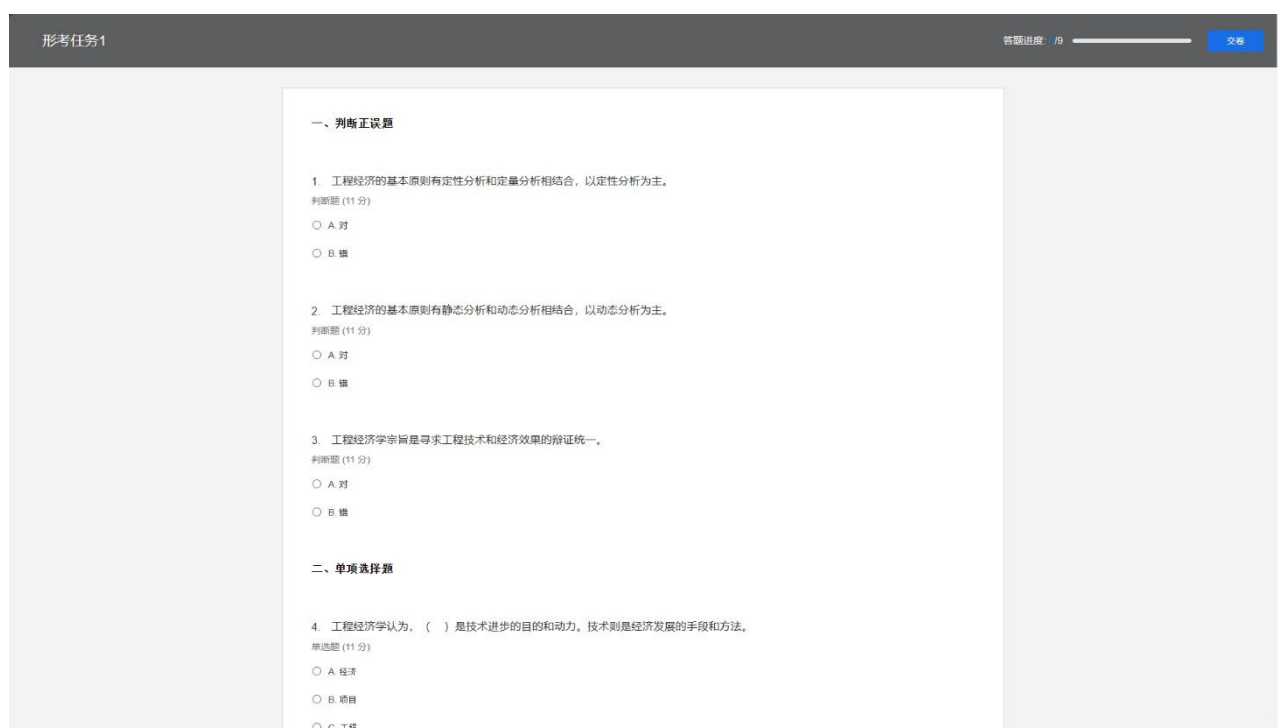 形考任务1
答题进度: /9
交卷
一、判断正误题
1. 工程经济的基本原则有定性分析和定量分析相结合，以定性分析为主。
判断题 (11 分)
A. 对
B. 错
2. 工程经济的基本原则有静态分析和动态分析相结合，以动态分析为主。
判断题 (11 分)
A. 对
B. 错
3. 工程经济学宗旨是寻求工程技术和经济效果的辩证统一。
判断题 (11 分)
A. 对
B. 错
二、单项选择题
4. 工程经济学认为，（ ）是技术进步的目的和动力。技术则是经济发展的手段和方法。
单选题 (11 分)
A. 经济
B. 项目
C. 工程